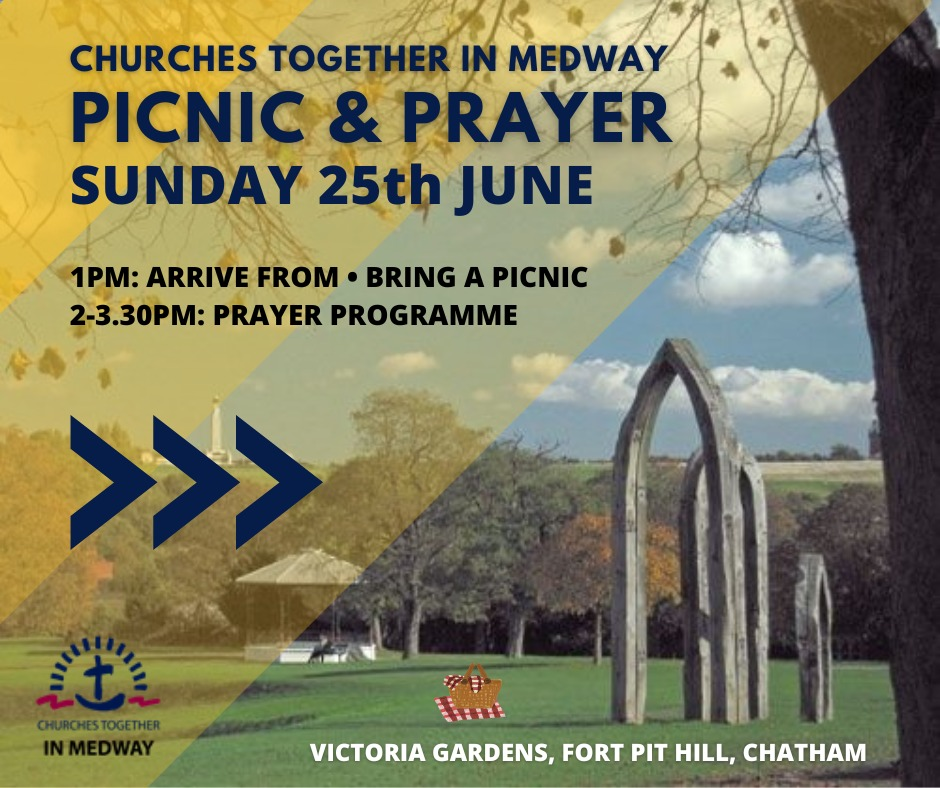 CHURCHES TOGETHER IN MEDWAY
PICNIC & PRAYER
SUNDAY 25th JUNE
1PM: ARRIVE FROM • BRING A PICNIC
2-3.30PM: PRAYER PROGRAMME
CHURCHES TOGETHER
IN MEDWAY
VICTORIA GARDENS, FORT PIT HILL, CHATHAM